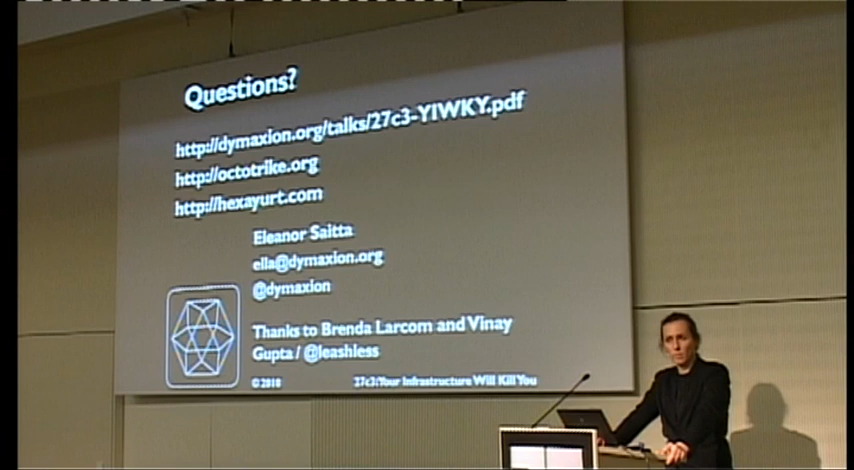 Questions?
http://dymaxion.org/talks/27c3-YIWKY.pdf
http://octotrike.org
http://hexayurt.com
Eleanor Saitta
ella@dymaxion.org
@dymaxion
Thanks to Brenda Larcom and Vinay
Gupta / @leashless
© 2010 27c3: Your Infrastructure Will Kill You